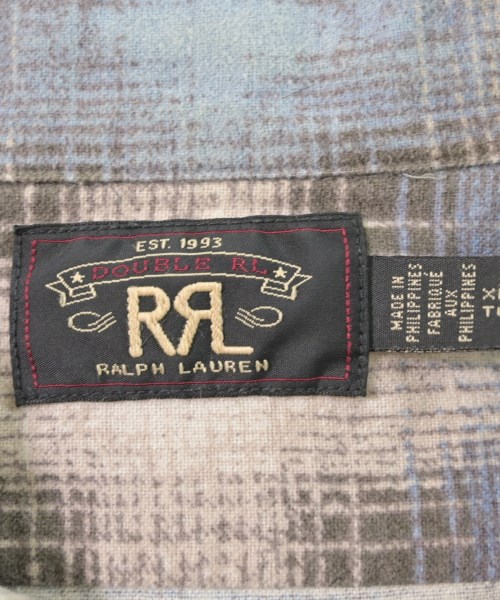 EST. 1993
DOUBLE RL
RRL
RALPH LAUREN
MADE IN
PHILIPPINES
FABRIQUÉ
AUX
PHILIPPINES